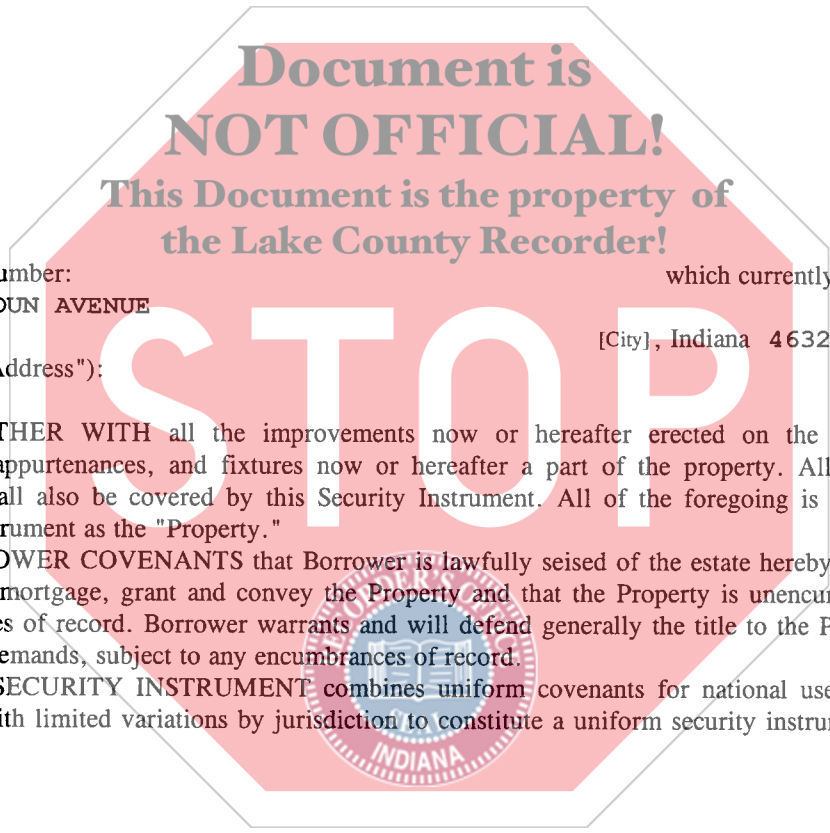 Document is
NOT OFFICIAL!
This Document is the property of
the Lake County Recorder!
umber: which currently
OUN AVENUE
STOP
[City], Indiana 4632
Address"):
THER WITH all the improvements now or hereafter erected on the
appurtenances, and fixtures now or hereafter a part of the property. All
all also be covered by this Security Instrument. All of the foregoing is
rument as the "Property."
OWER COVENANTS that Borrower is lawfully seised of the estate hereby
mortgage, grant and convey the Property and that the Property is unencu
es of record. Borrower warrants and will defend generally the title to the P
emands, subject to any encumbrances of record.
SECURITY INSTRUMENT combines uniform covenants for national use
ith limited variations by jurisdiction to constitute a uniform security instru
RECORDER'S OFFICE
SEAL
INDIANA